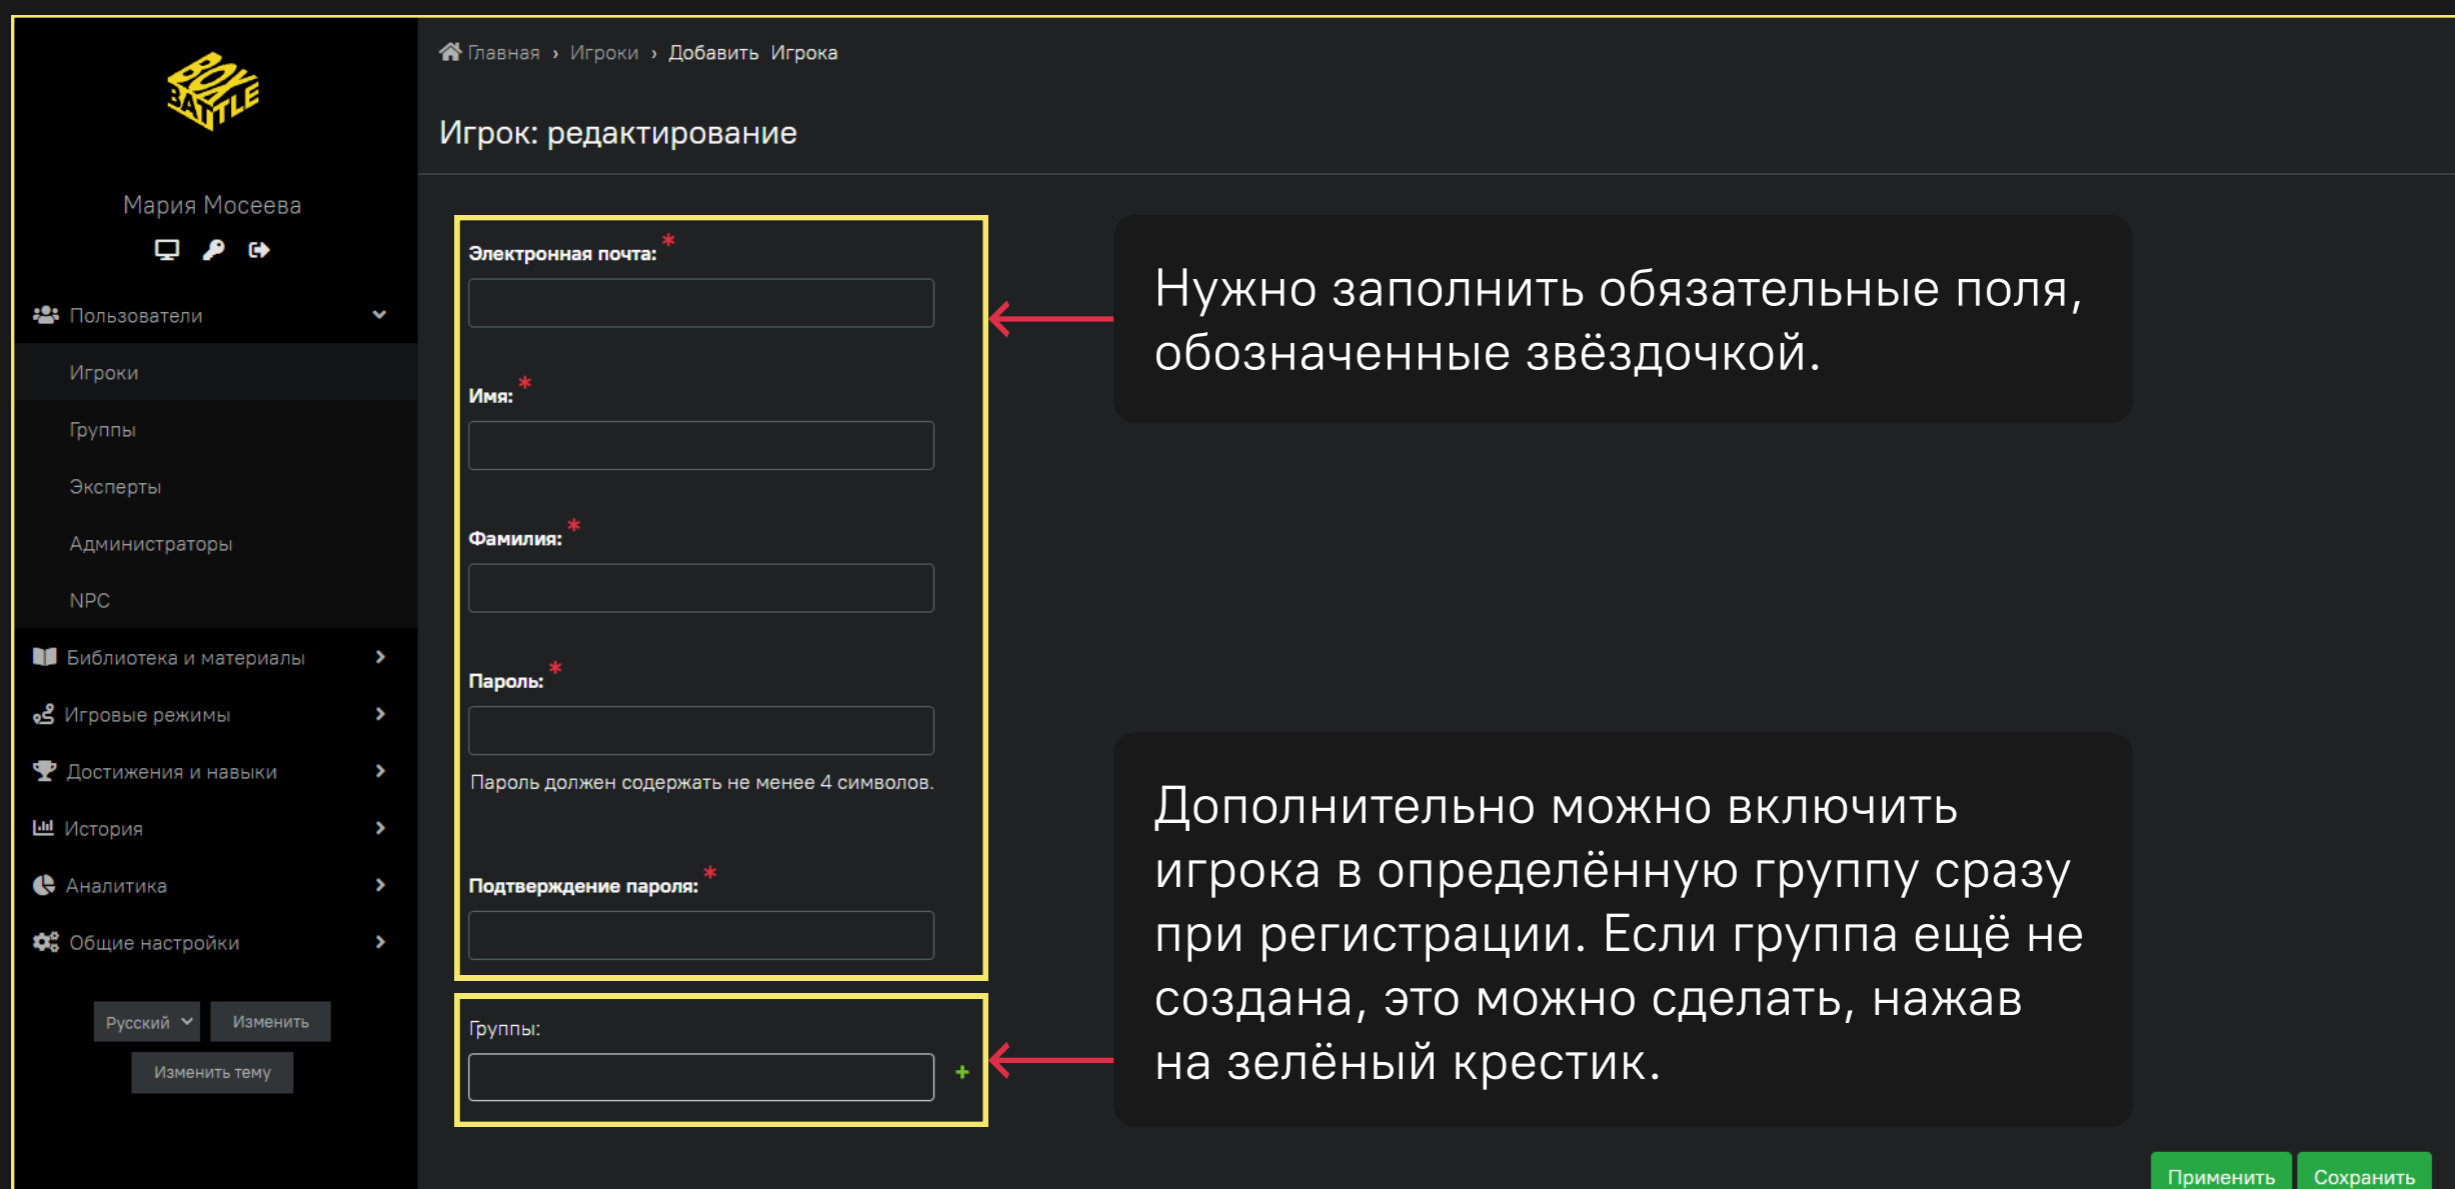 BOX
BATTLE
Мария Мосеева
Пользователи
Игроки
Группы
Эксперты
Администраторы
NPC
Библиотека и материалы
Игровые режимы
Достижения и навыки
История
Аналитика
Общие настройки
Русский
Изменить
Изменить тему
Главная › Игроки › Добавить Игрока
Игрок: редактирование
Электронная почта: *
Имя: *
Фамилия: *
Пароль: *
Пароль должен содержать не менее 4 символов.
Подтверждение пароля: *
Группы:
+
Нужно заполнить обязательные поля,
обозначенные звёздочкой.
Дополнительно можно включить
игрока в определённую группу сразу
при регистрации. Если группа ещё не
создана, это можно сделать, нажав
на зелёный крестик.
Применить
Сохранить